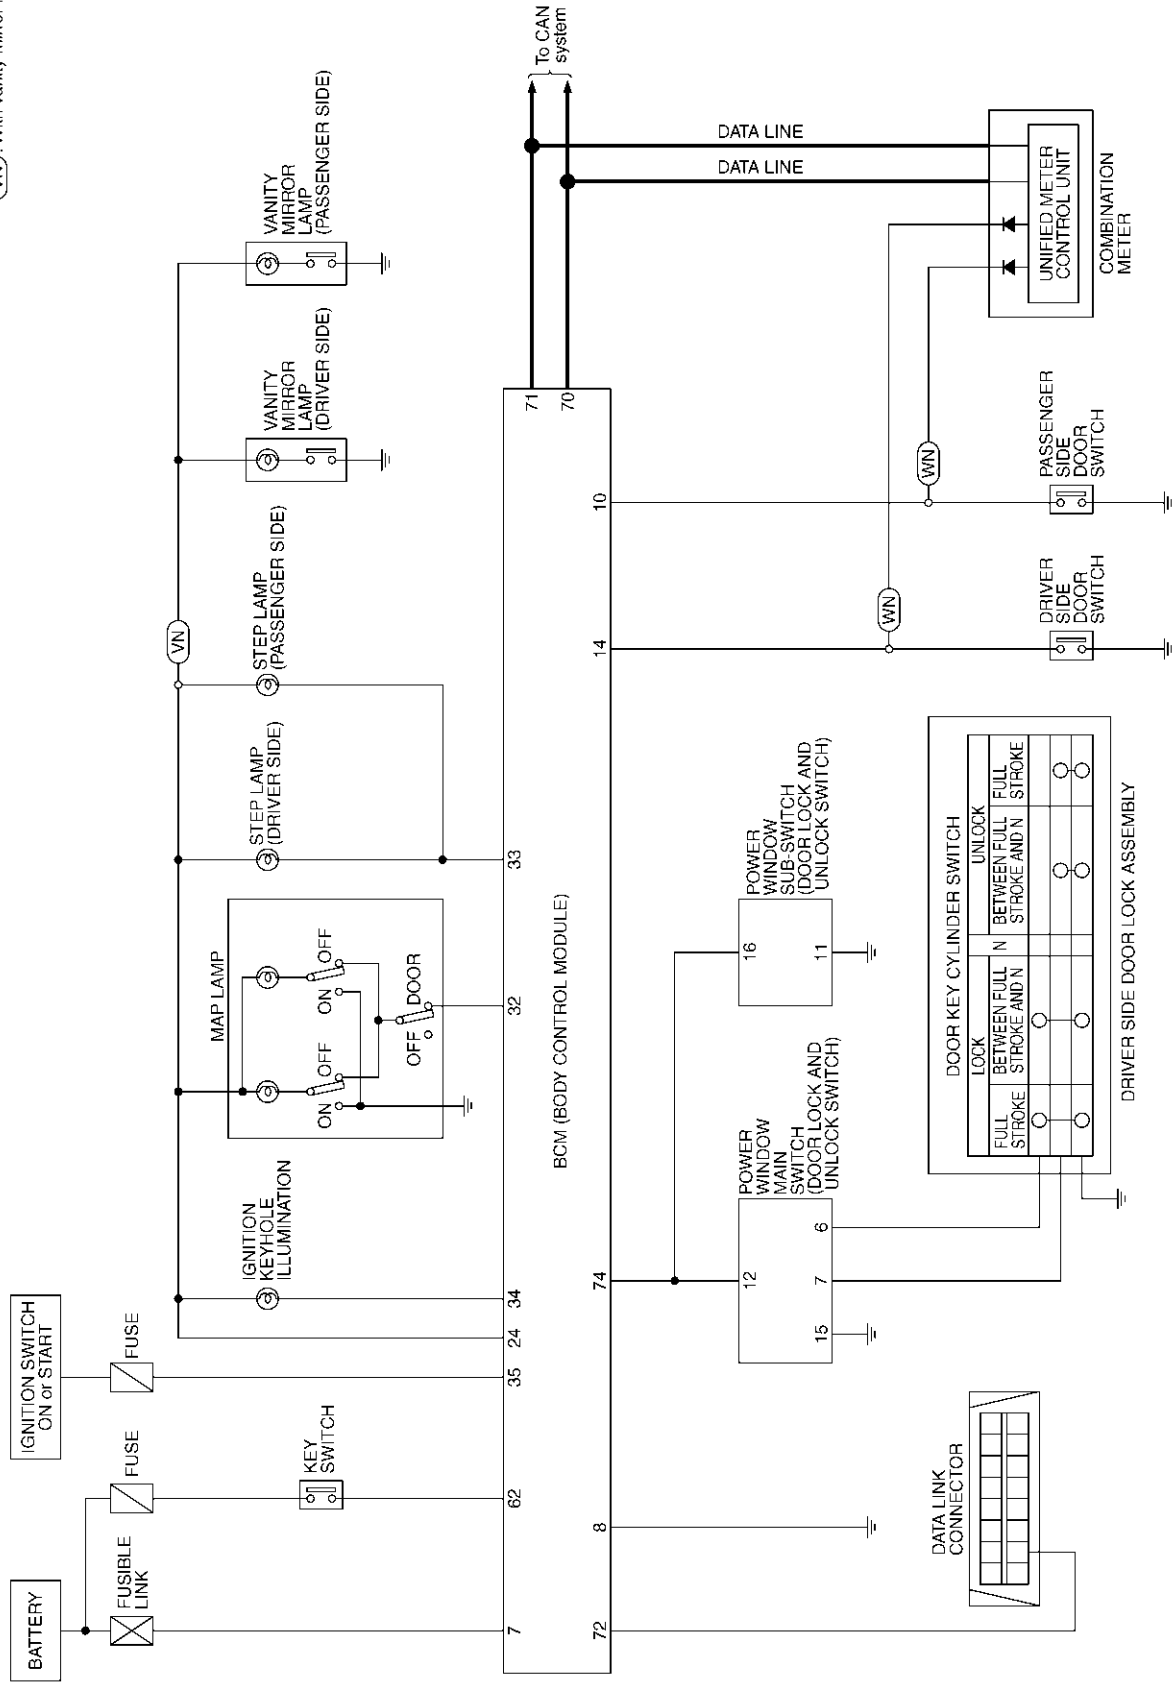 BATTERY
FUSIBLE
LINK
7
FUSE
KEY
SWITCH
62
IGNITION SWITCH
ON or START
FUSE
35
24
IGNITION
KEYHOLE
ILLUMINATION
34
MAP LAMP
ON
OFF
ON
OFF
OFF
DOOR
32
STEP LAMP
(DRIVER SIDE)
33
STEP LAMP
(PASSENGER SIDE)
VN
VANITY
MIRROR
LAMP
(DRIVER SIDE)
VANITY
MIRROR
LAMP
(PASSENGER SIDE)
: With vanity mirror
BCM (BODY CONTROL MODULE)
71
70
To CAN
system
DATA LINE
DATA LINE
72
8
74
14
10
DATA LINK
CONNECTOR
POWER
WINDOW
MAIN
SWITCH
(DOOR LOCK AND
UNLOCK SWITCH)
12
15
7
6
POWER
WINDOW
SUB-SWITCH
(DOOR LOCK AND
UNLOCK SWITCH)
16
11
DOOR KEY CYLINDER SWITCH
LOCK
N
UNLOCK
FULL
STROKE
BETWEEN FULL
STROKE AND N
BETWEEN FULL
STROKE AND N
FULL
STROKE
DRIVER SIDE DOOR LOCK ASSEMBLY
WN
DRIVER
SIDE
DOOR
SWITCH
WN
PASSENGER
SIDE
DOOR
SWITCH
UNIFIED METER
CONTROL UNIT
COMBINATION
METER